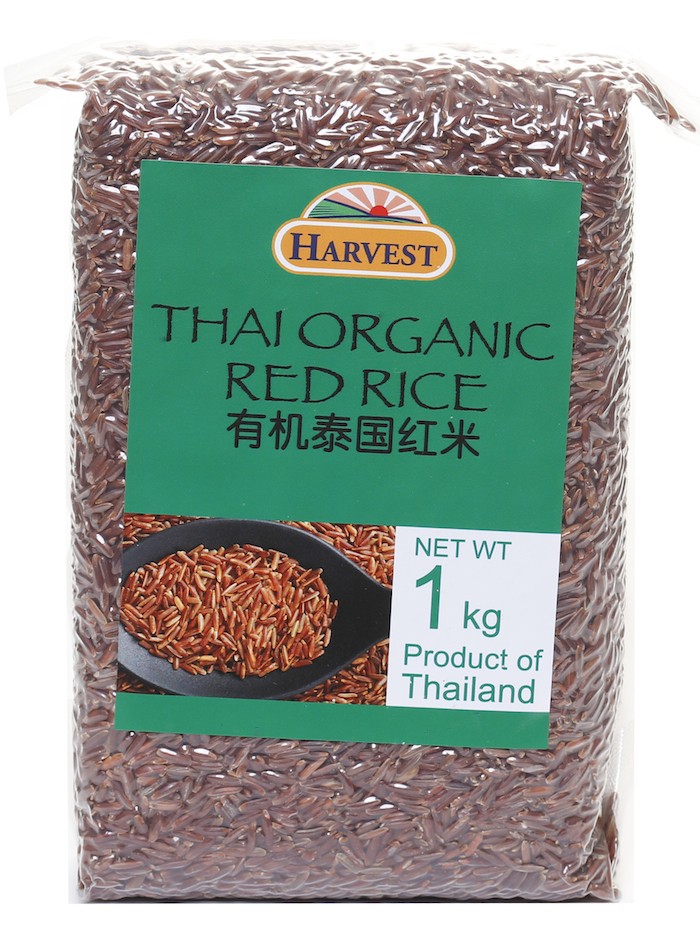 HARVEST
THAI ORGANIC
RED RICE
有机泰国红米
NET WT
1 kg
Product of
Thailand